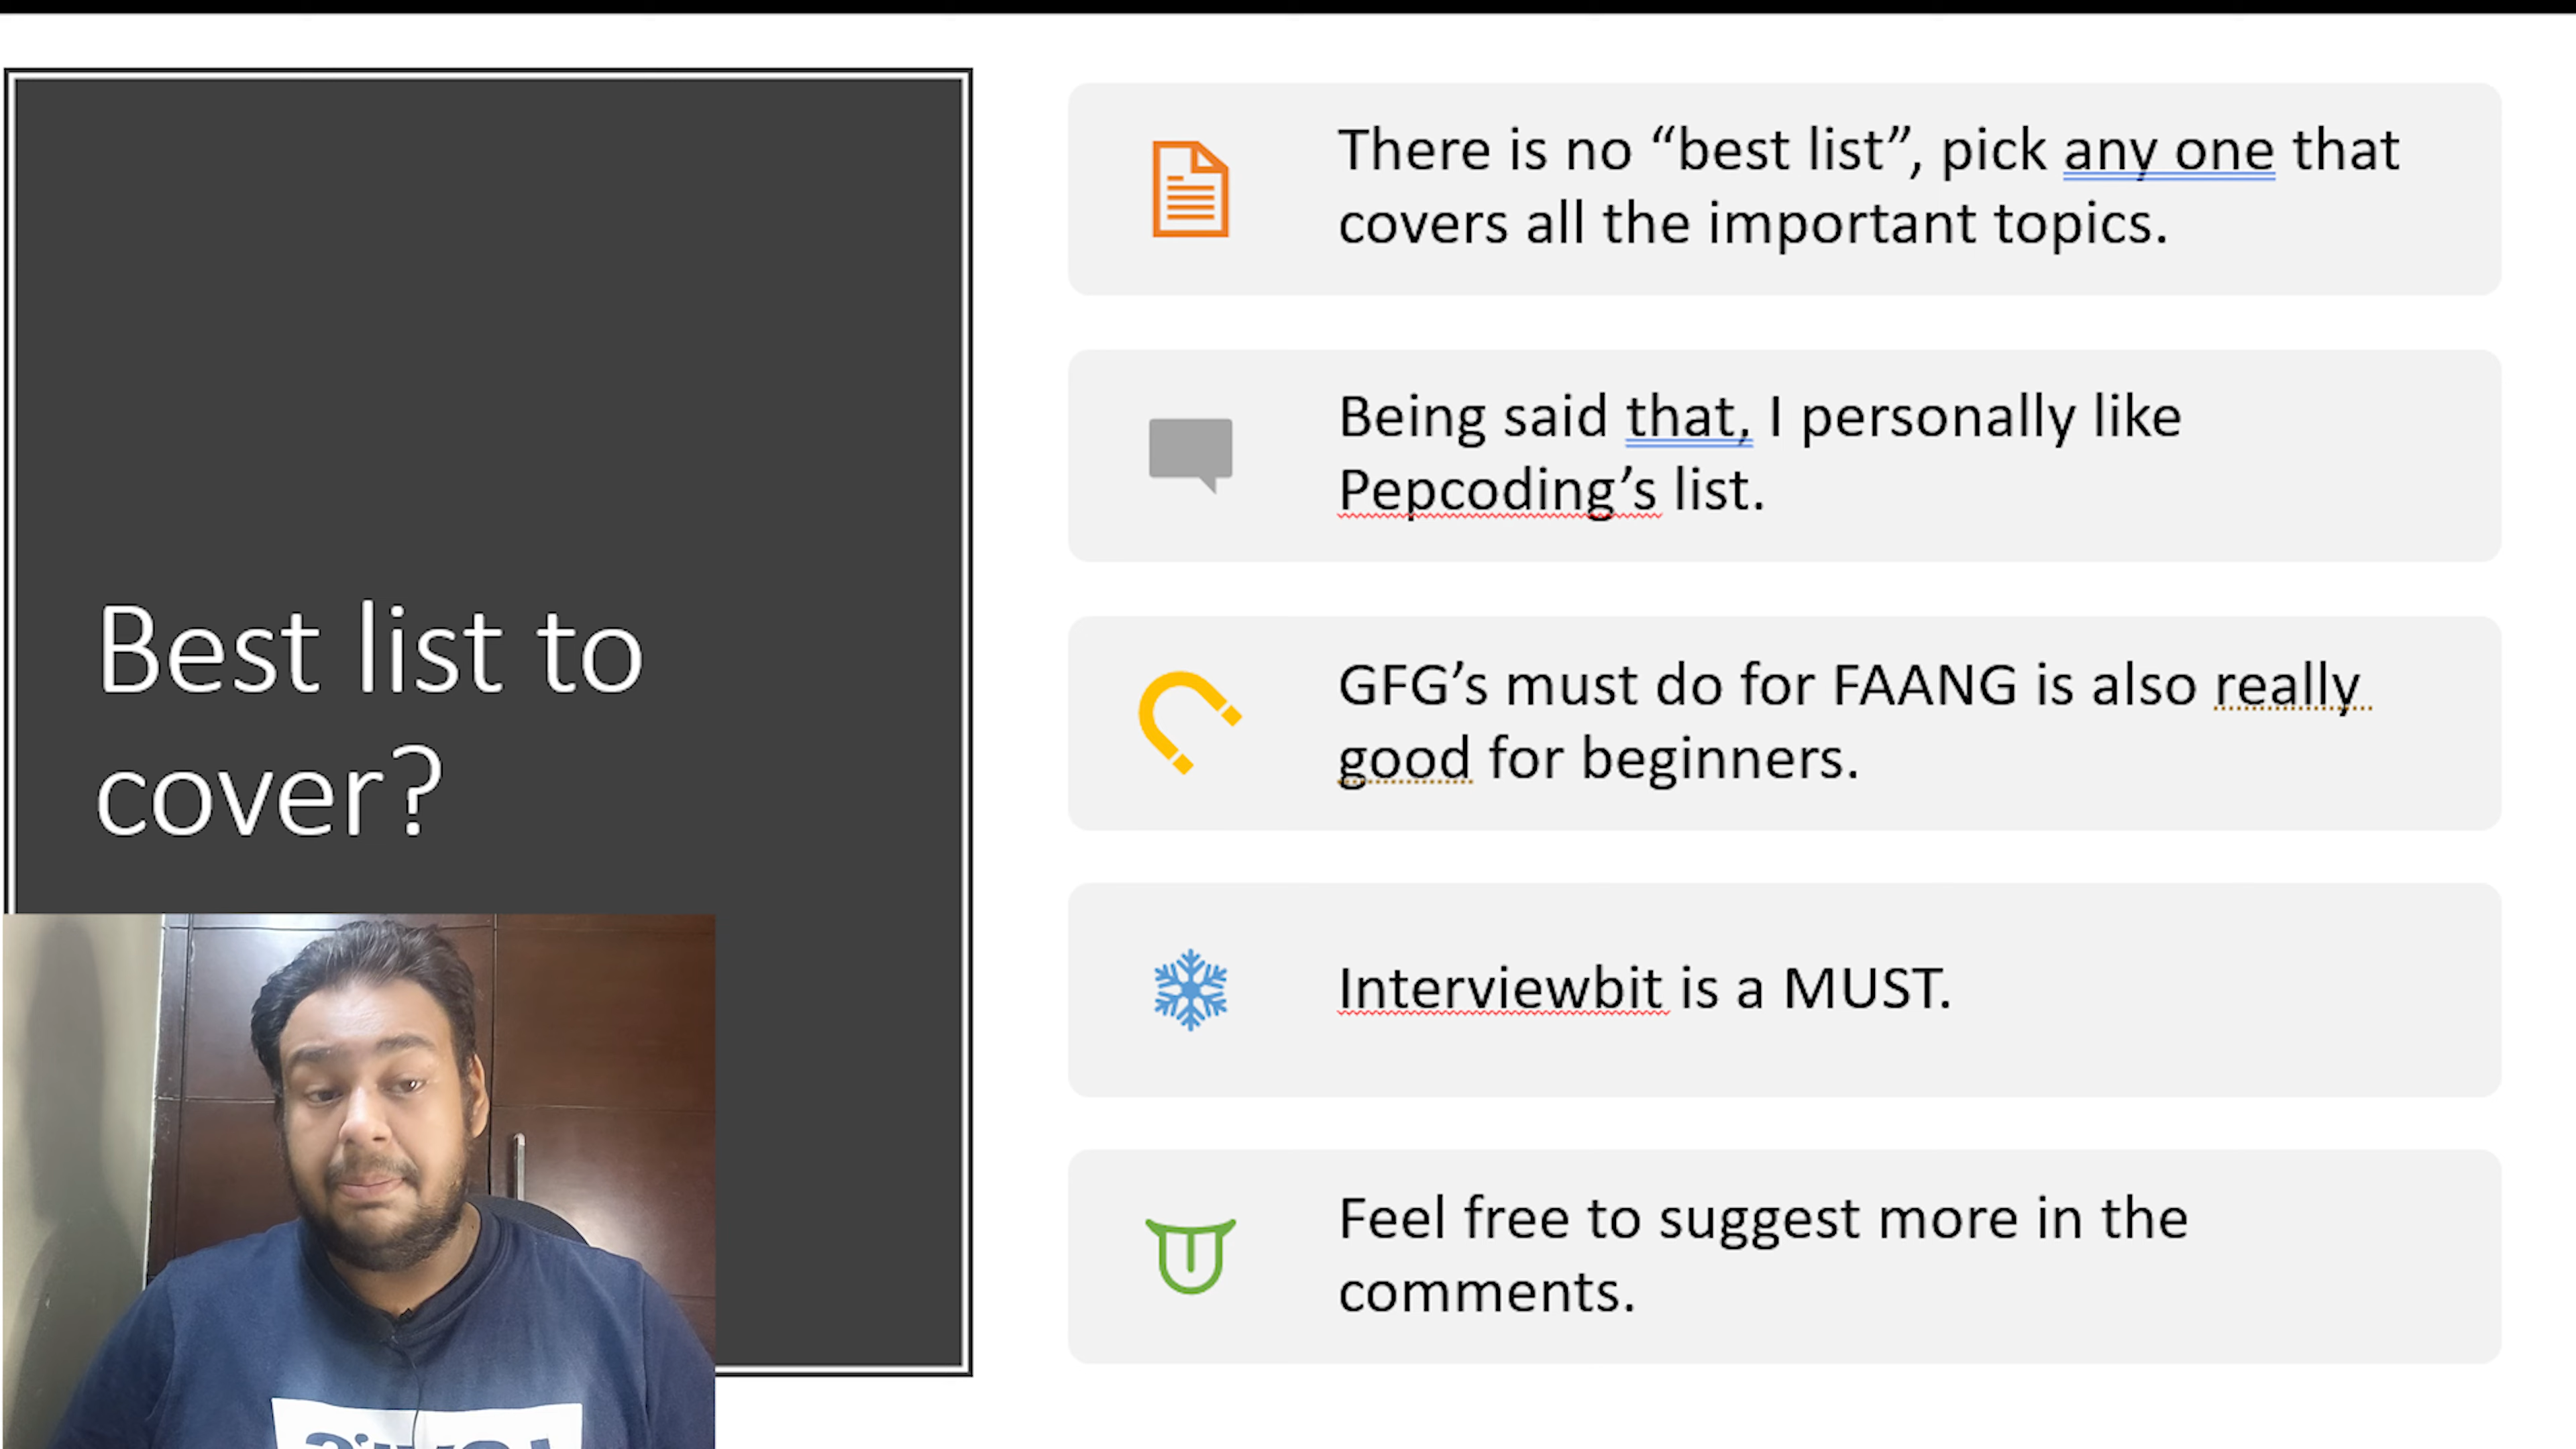 Best list to
cover?
There is no “best list”, pick any one that
covers all the important topics.
Being said that, I personally like
Pepcoding’s list.
GFG’s must do for FAANG is also really
good for beginners.
Interviewbit is a MUST.
Feel free to suggest more in the
comments.